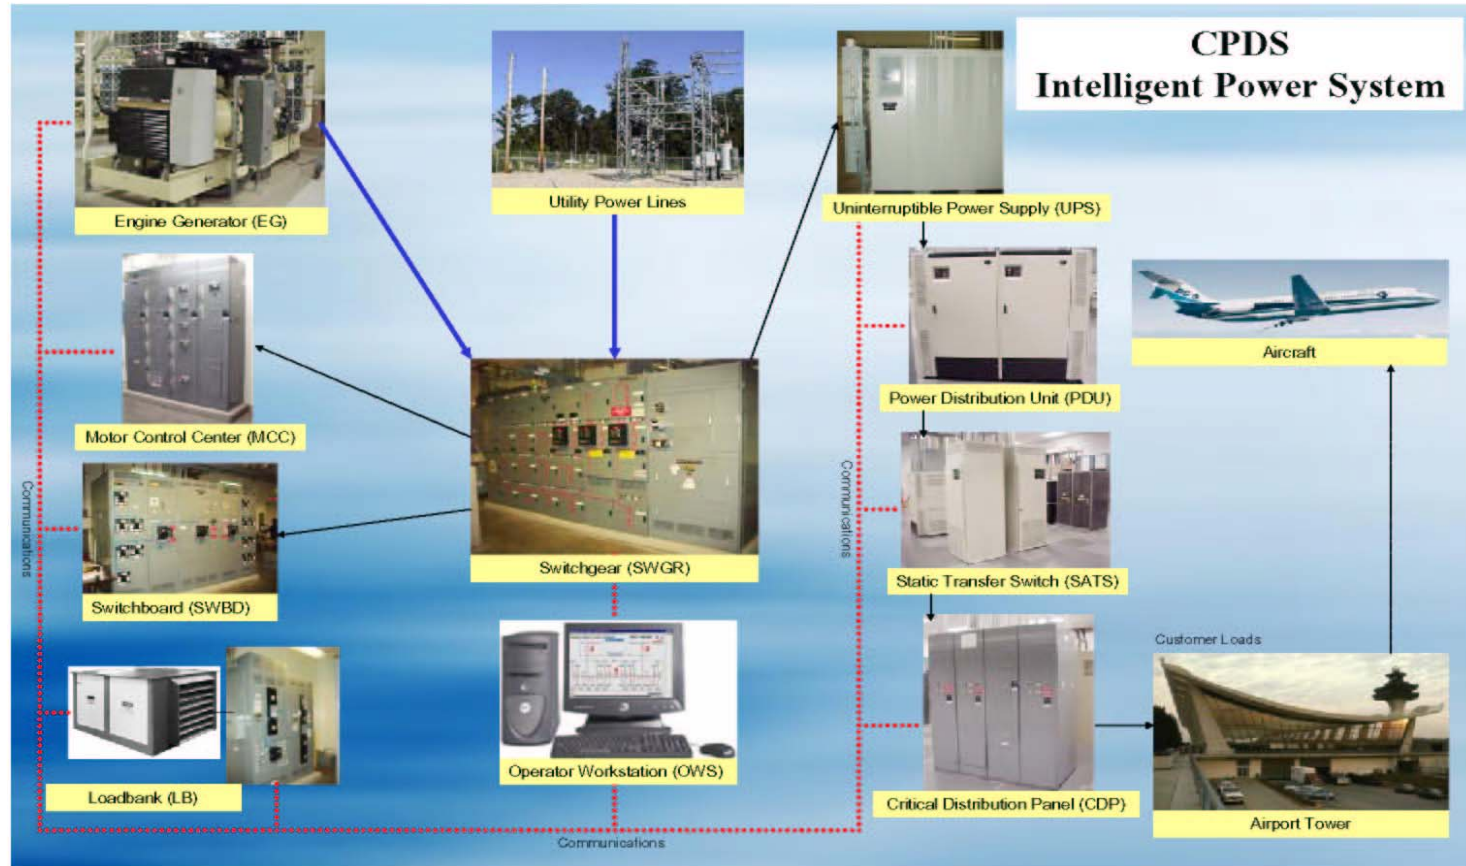 CPDS
Intelligent Power System
Engine Generator (EG)
Utility Power Lines
Uninterruptible Power Supply (UPS)
Motor Control Center (MCC)
Power Distribution Unit (PDU)
Aircraft
Communications
Switchgear (SWGR)
Communications
Static Transfer Switch (SATS)
Switchboard (SWBD)
Customer Loads
Operator Workstation (OWS)
Loadbank (LB)
Critical Distribution Panel (CDP)
Airport Tower
Communications